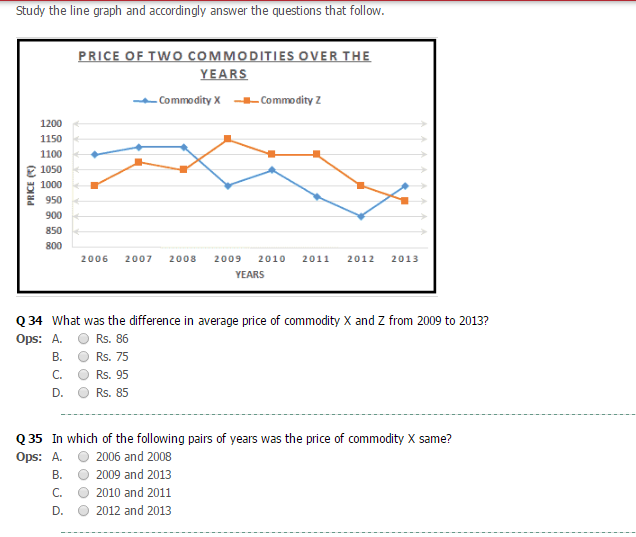 Study the line graph and accordingly answer the questions that follow.
PRICE OF TWO COMMODITIES OVER THE
YEARS
Commodity X Commodity Z
1200
1150
1100
1050
1000
950
900
850
800
PRICE (₹)
2006 2007 2008 2009 2010 2011 2012 2013
YEARS
Q 34 What was the difference in average price of commodity X and Z from 2009 to 2013?
Ops: A. Rs. 86
B. Rs. 75
C. Rs. 95
D. Rs. 85
Q 35 In which of the following pairs of years was the price of commodity X same?
Ops: A. 2006 and 2008
B. 2009 and 2013
C. 2010 and 2011
D. 2012 and 2013